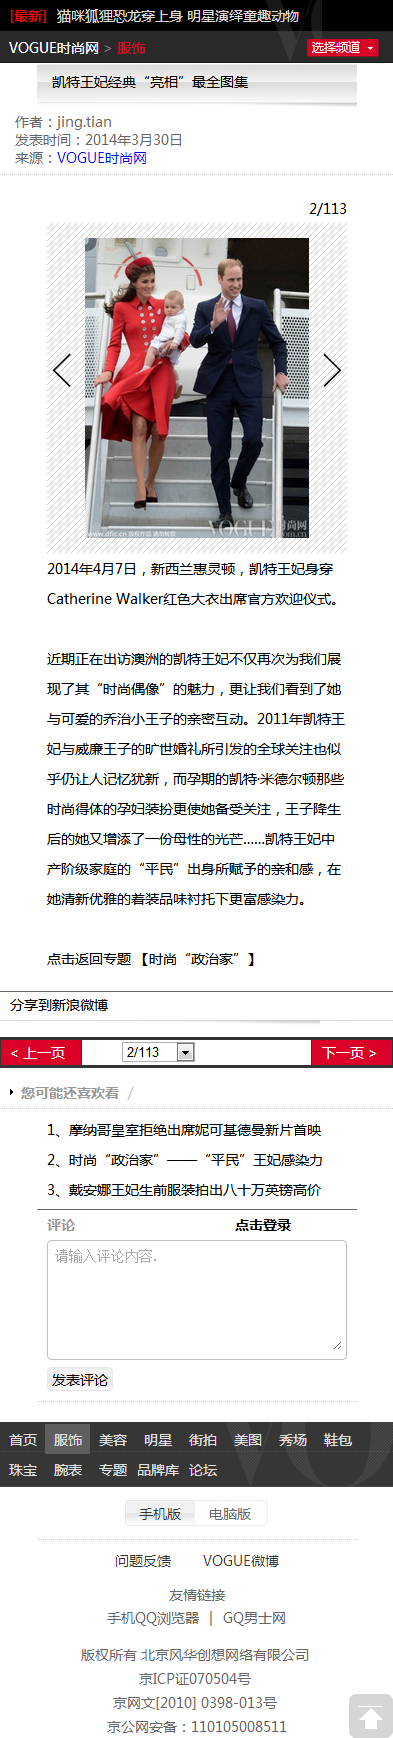 [最新] 猫咪狐狸恐龙穿上身 明星演绎童趣动物
VOGUE时尚网 > 服饰 选择频道
凯特王妃经典“亮相”最全图集
作者：jing.tian
发表时间：2014年3月30日
来源：VOGUE时尚网
2/113
www.dfic.cn 版权作品 请勿转载 VOGUE时尚网
2014年4月7日，新西兰惠灵顿，凯特王妃身穿
Catherine Walker红色大衣出席官方欢迎仪式。
近期正在出访澳洲的凯特王妃不仅再次为我们展
现了其“时尚偶像”的魅力，更让我们看到了她
与可爱的乔治小王子的亲密互动。2011年凯特王
妃与威廉王子的旷世婚礼所引发的全球关注也似
乎仍让人记忆犹新，而孕期的凯特·米德尔顿那些
时尚得体的孕妇装扮更使她备受关注，王子降生
后的她又增添了一份母性的光芒……凯特王妃中
产阶级家庭的“平民”出身所赋予的亲和感，在
她清新优雅的着装品味衬托下更富感染力。
点击返回专题 【时尚“政治家”】
分享到新浪微博
< 上一页 2/113 下一页 >
您可能还喜欢看 /
1、摩纳哥皇室拒绝出席妮可基德曼新片首映
2、时尚“政治家”——“平民”王妃感染力
3、戴安娜王妃生前服装拍出八十万英镑高价
评论 点击登录
请输入评论内容.
发表评论
首页 服饰 美容 明星 街拍 美图 秀场 鞋包
珠宝 腕表 专题 品牌库 论坛
手机版 电脑版
问题反馈 VOGUE微博
友情链接
手机QQ浏览器 | GQ男士网
版权所有 北京风华创想网络有限公司
京ICP证070504号
京网文[2010] 0398-013号
京公网安备：110105008511